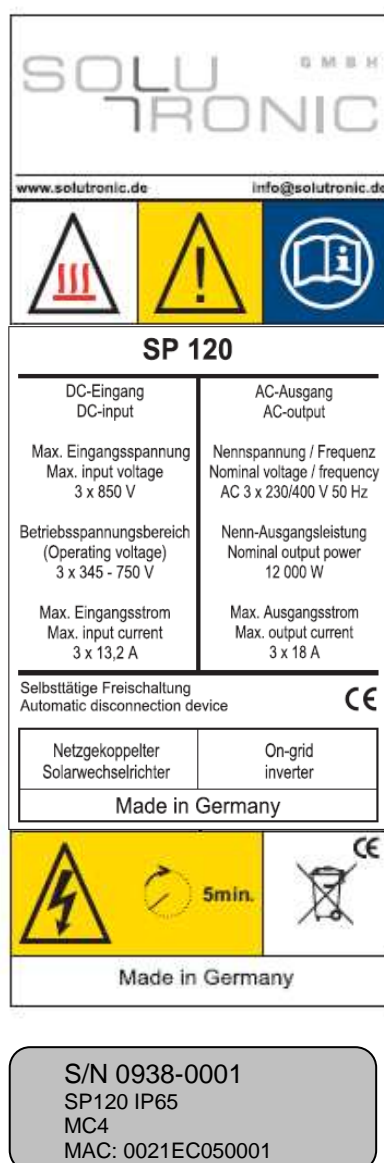 SOLU GMBH
TRONIC
www.solutronic.de info@solutronic.de
SP 120
DC-Eingang
DC-input
Max. Eingangsspannung
Max. input voltage
3 x 850 V
Betriebsspannungsbereich
(Operating voltage)
3 x 345 - 750 V
Max. Eingangsstrom
Max. input current
3 x 13,2 A
AC-Ausgang
AC-output
Nennspannung / Frequenz
Nominal voltage / frequency
AC 3 x 230/400 V 50 Hz
Nenn-Ausgangsleistung
Nominal output power
12 000 W
Max. Ausgangsstrom
Max. output current
3 x 18 A
Selbsttätige Freischaltung
Automatic disconnection device
CE
Netzgekoppelter
Solarwechselrichter
On-grid
inverter
Made in Germany
5min.
CE
Made in Germany
S/N 0938-0001
SP120 IP65
MC4
MAC: 0021EC050001